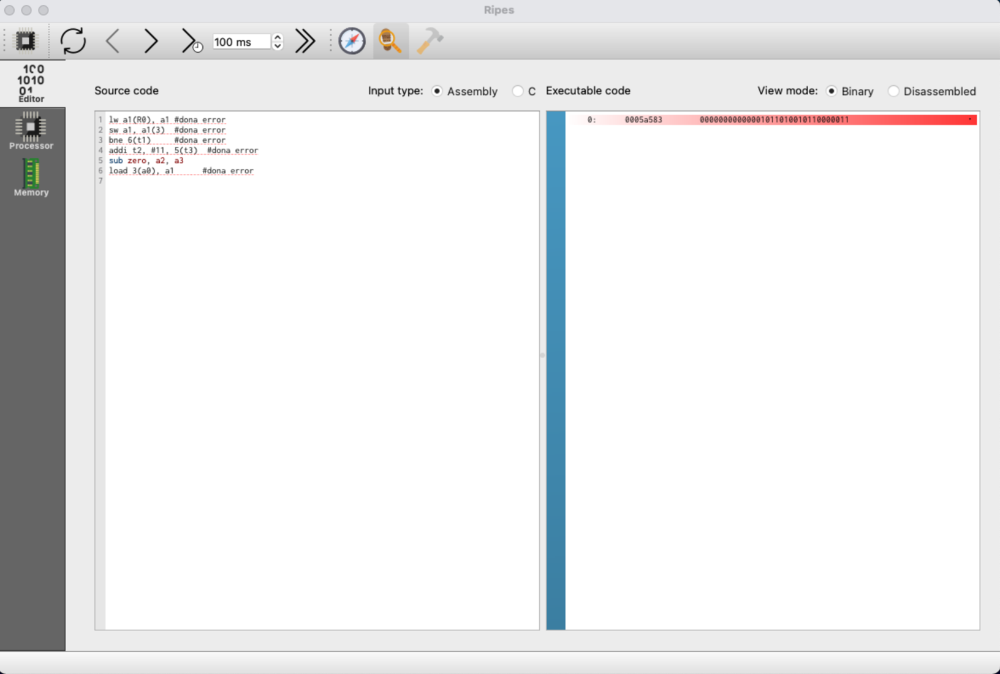 Ripes
100 ms
Editor
Processor
Memory
Source code Input type: Assembly C Executable code View mode: Binary Disassembled
1 lw a1(R0), a1 #dona error
2 sw a1, a1(3) #dona error
3 bne 6(t1) #dona error
4 addi t2, #11, 5(t3) #dona error
5 sub zero, a2, a3
6 load 3(a0), a1 #dona error
7
0: 0005a583 00000000000001011010010110000011